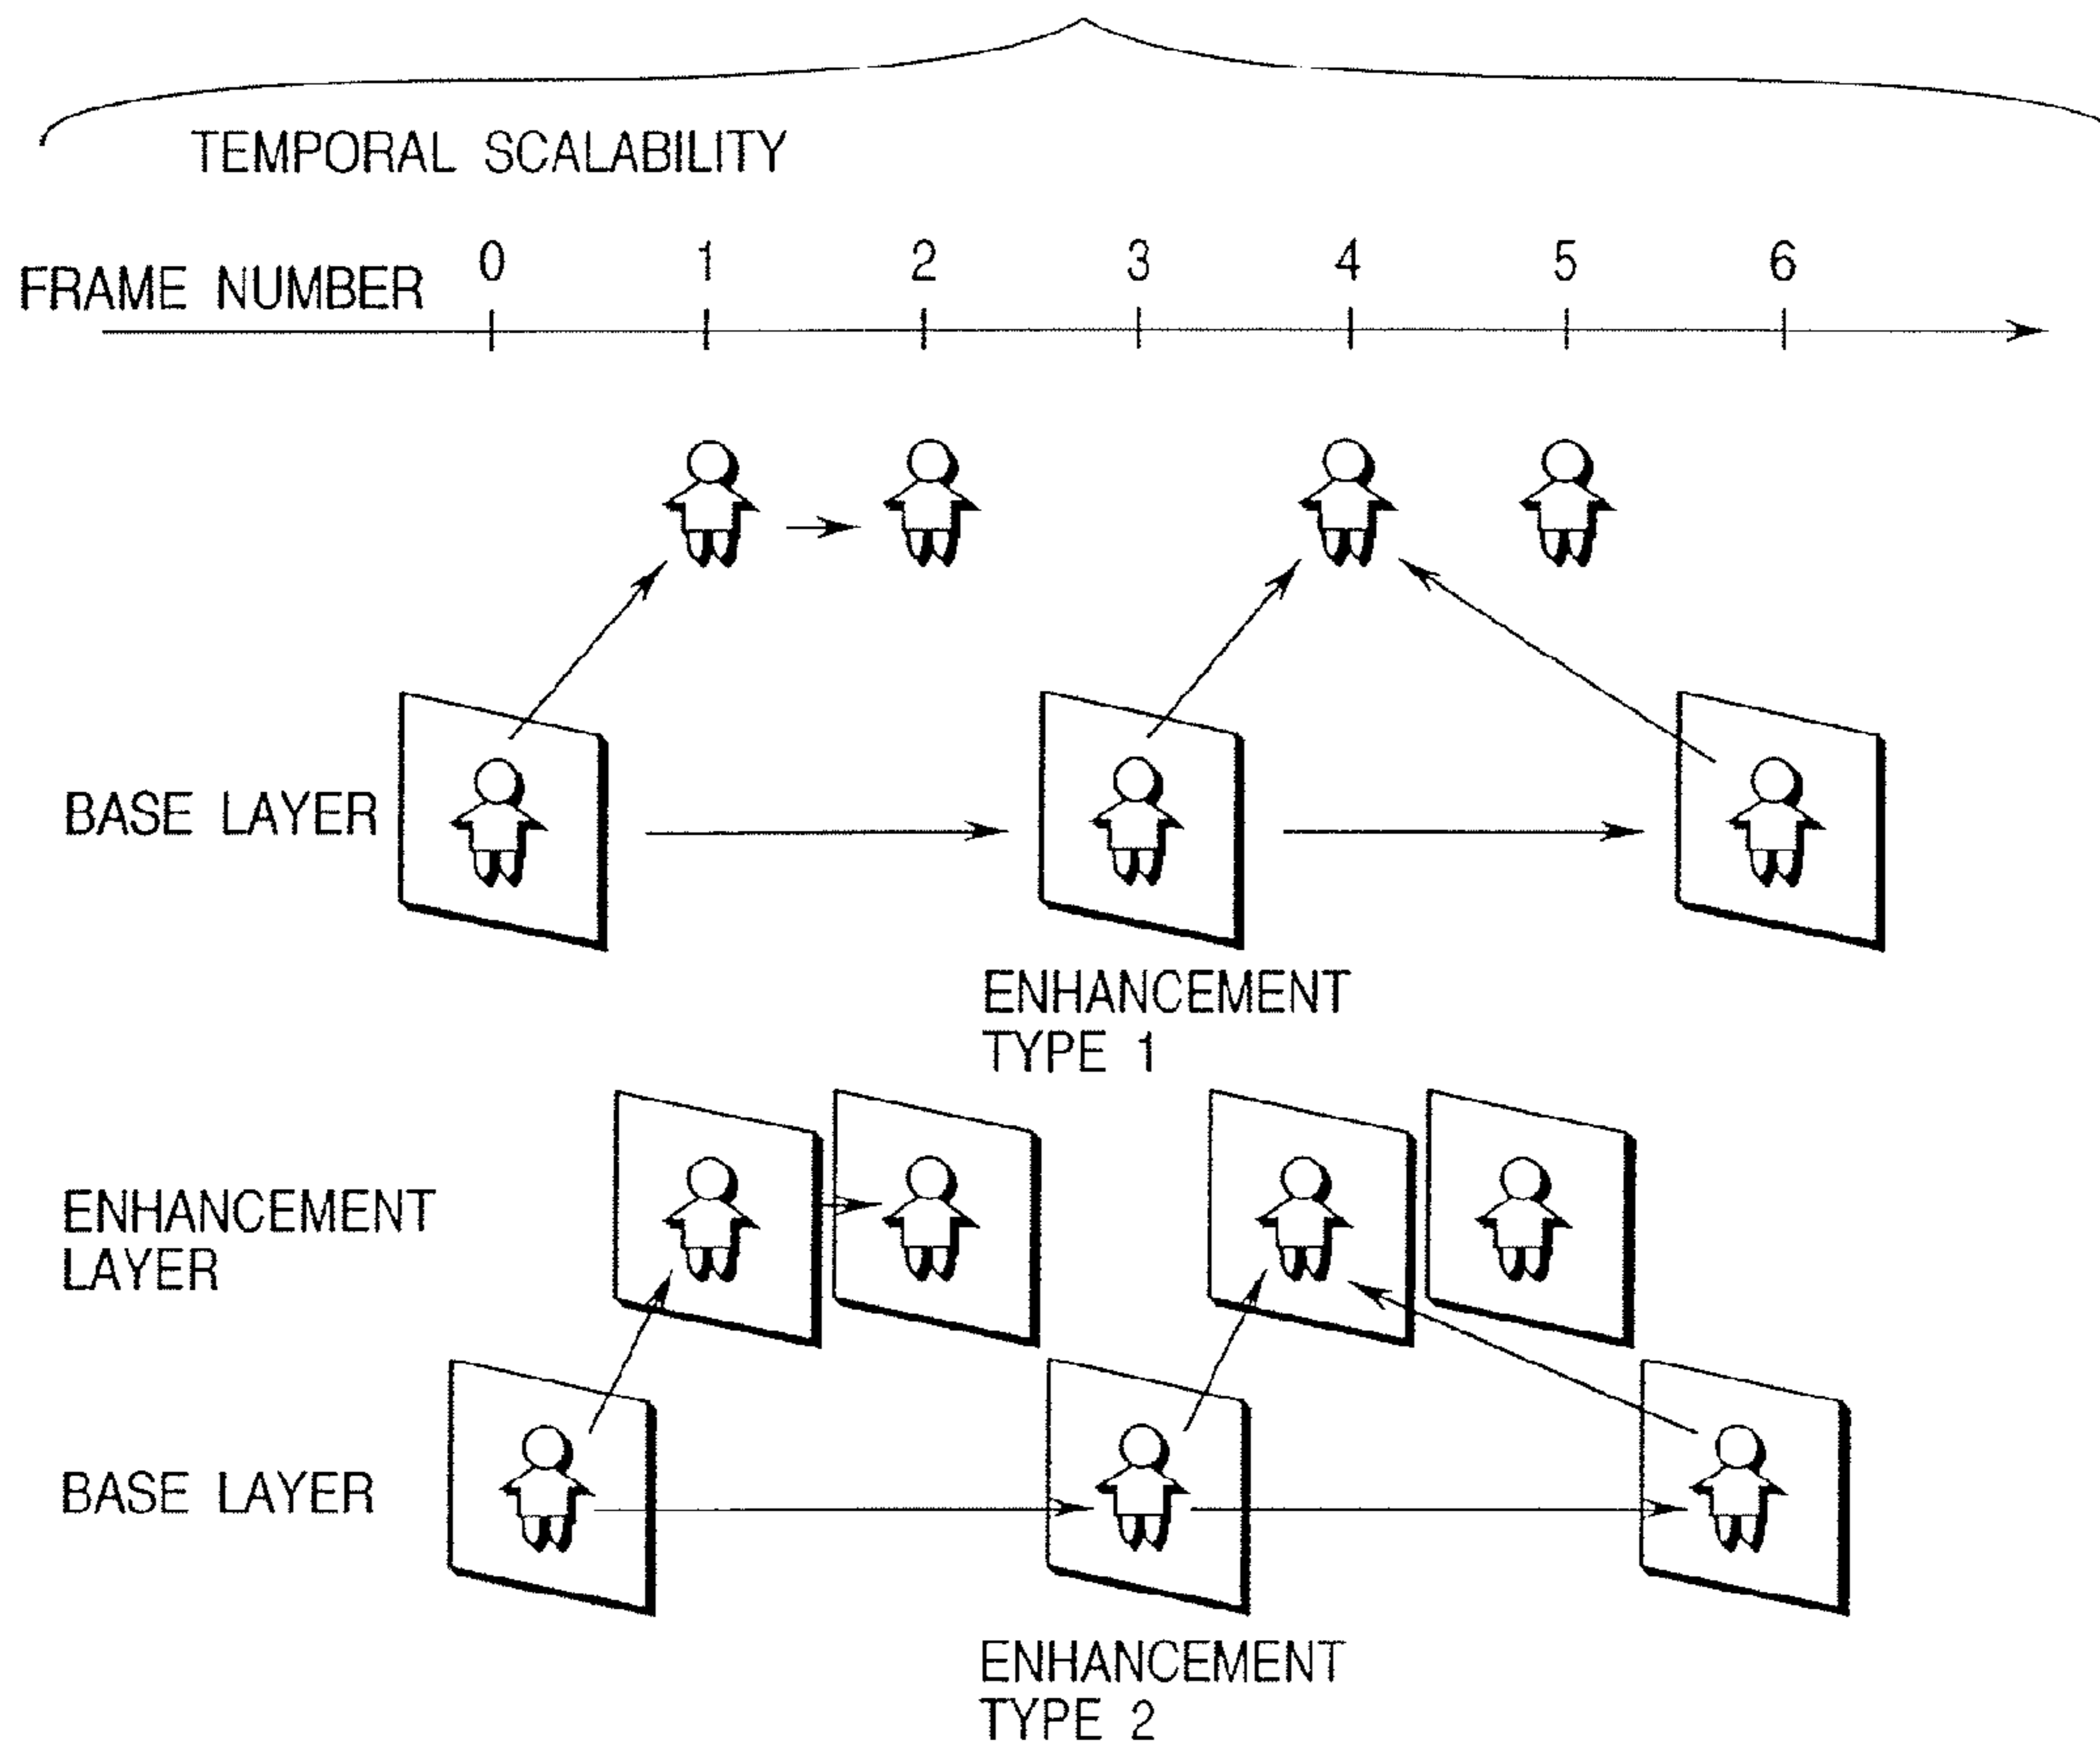 TEMPORAL SCALABILITY
FRAME NUMBER 0 1 2 3 4 5 6
BASE LAYER
ENHANCEMENT
TYPE 1
ENHANCEMENT
LAYER
BASE LAYER
ENHANCEMENT
TYPE 2